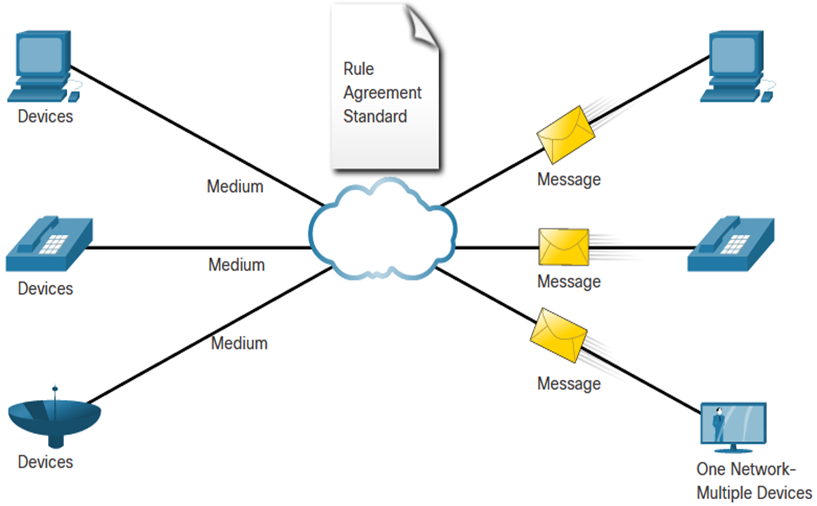 Rule
Agreement
Standard
Devices
Medium
Message
Devices
Medium
Message
Medium
Message
Devices
One Network-
Multiple Devices